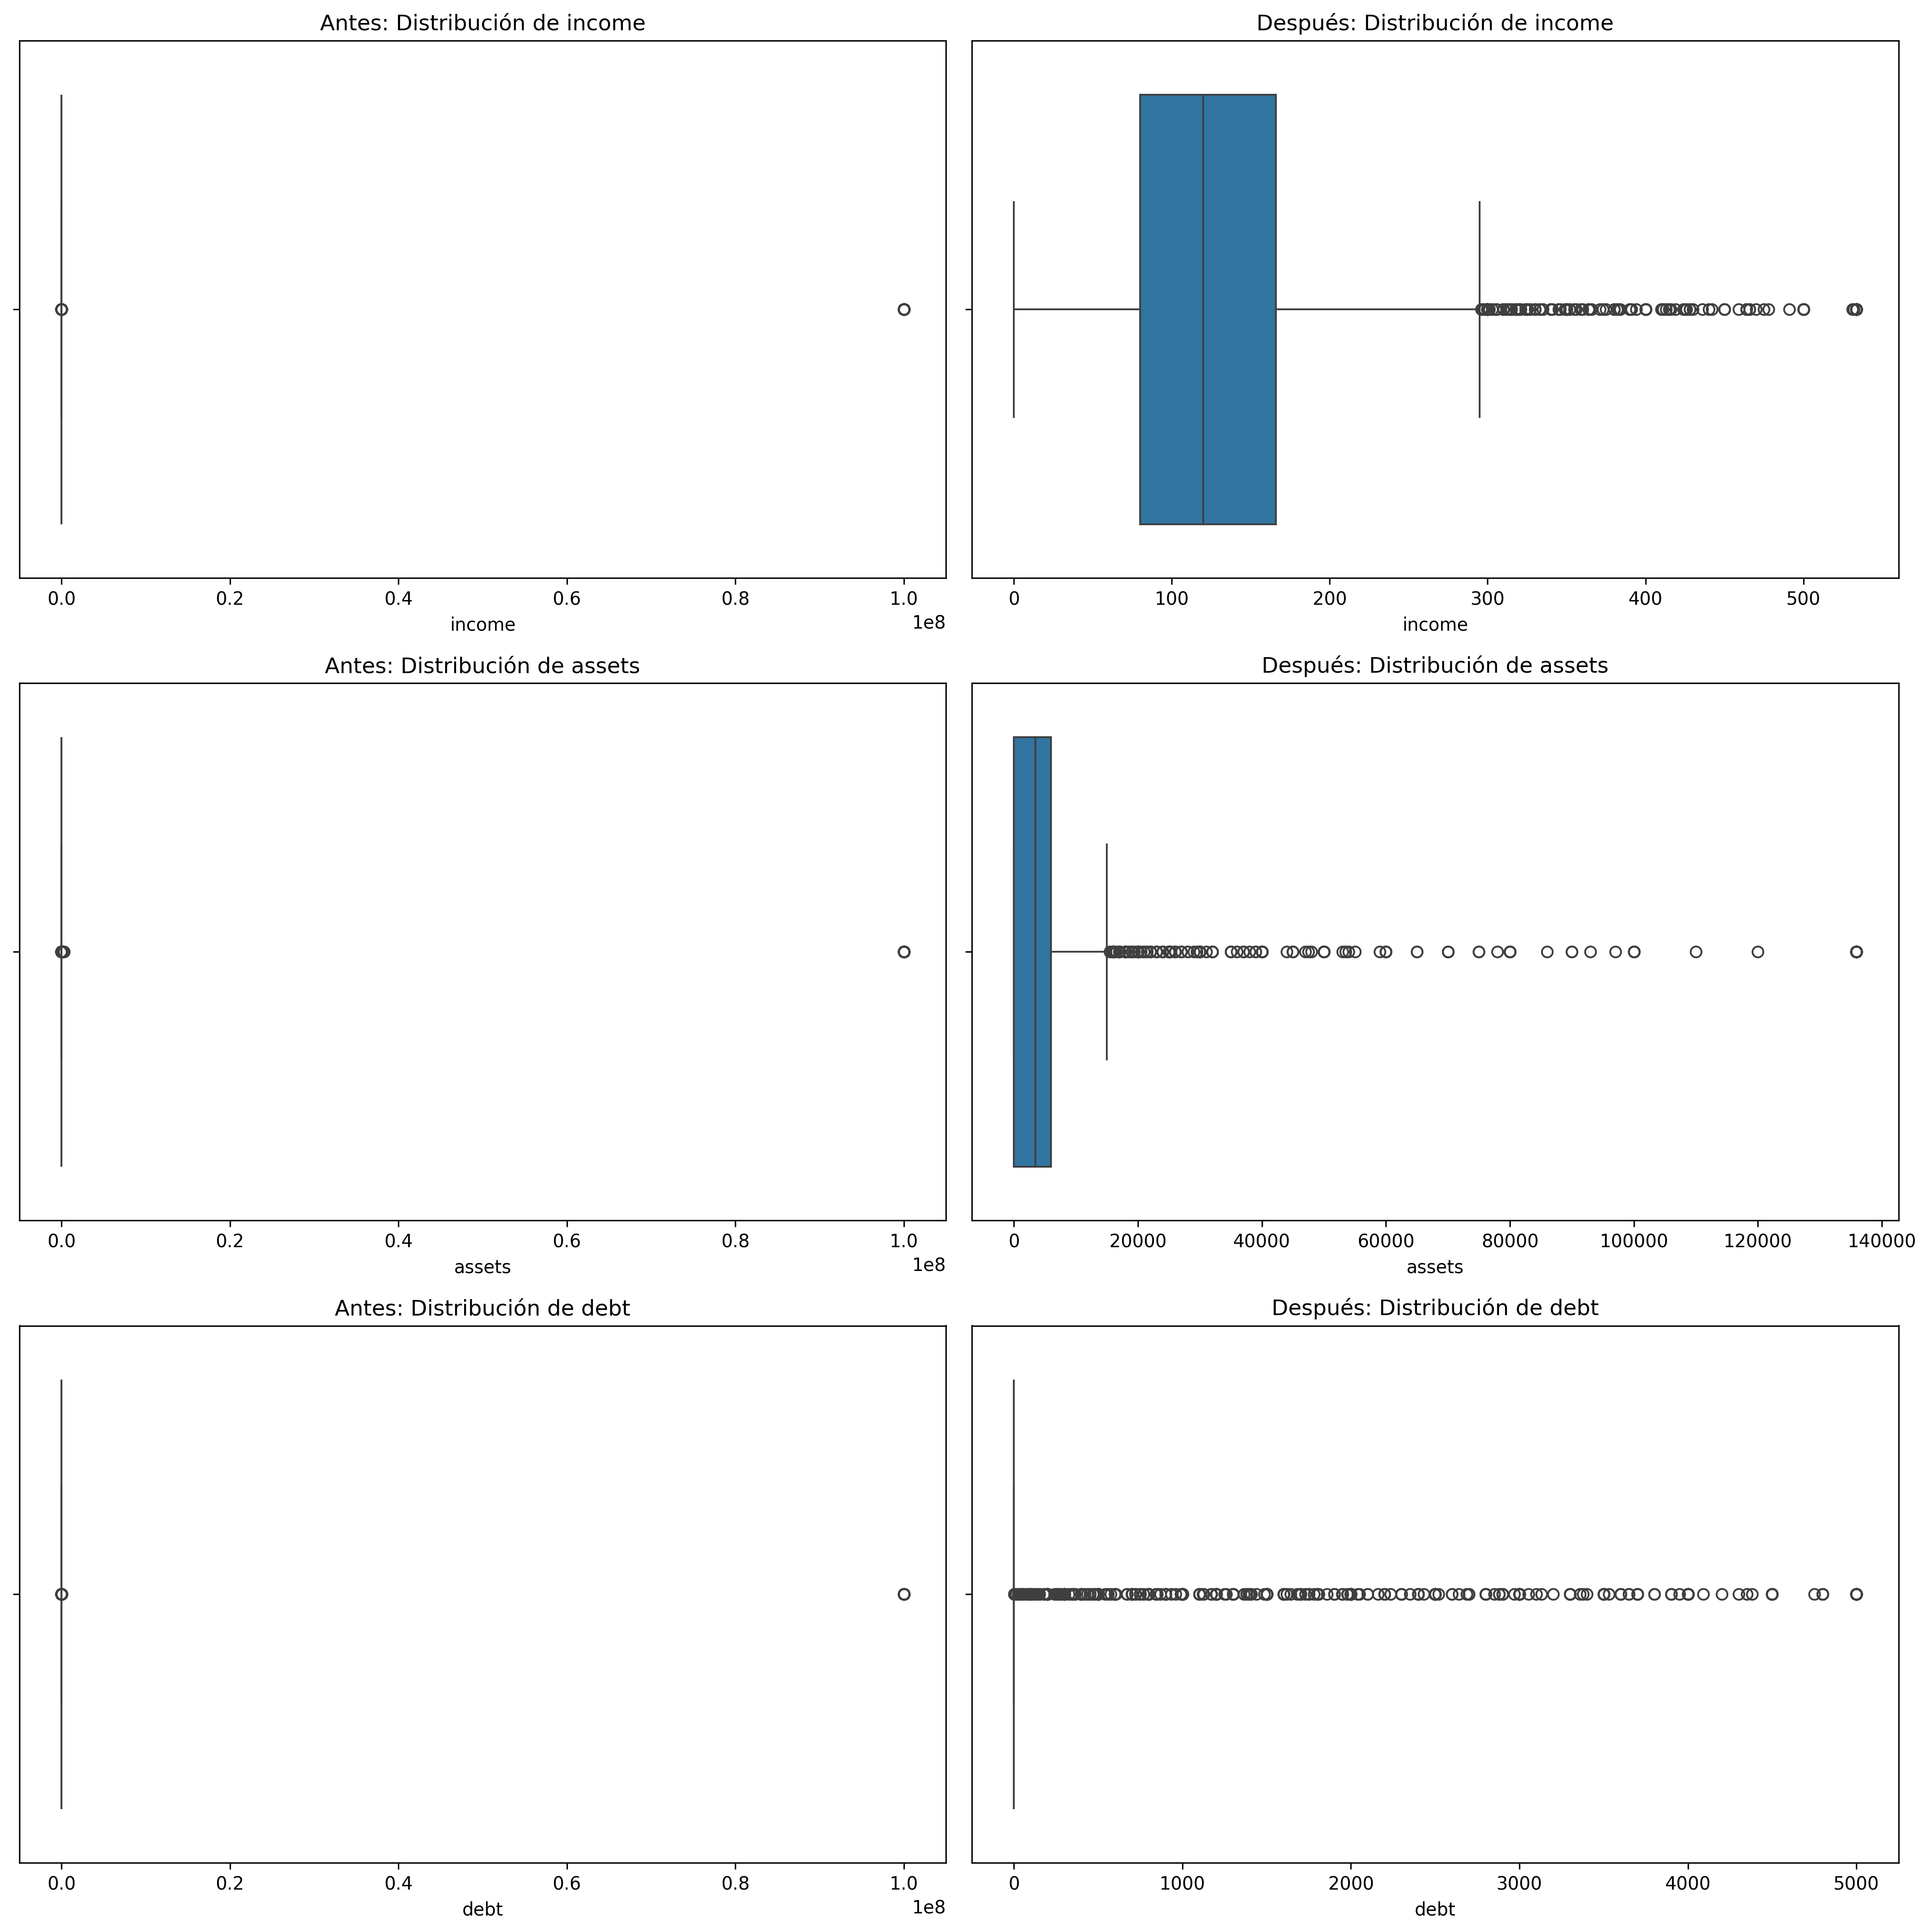 Antes: Distribución de income
0.0 0.2 0.4 0.6 0.8 1.0
1e8
income
Después: Distribución de income
0 100 200 300 400 500
income
Antes: Distribución de assets
0.0 0.2 0.4 0.6 0.8 1.0
1e8
assets
Después: Distribución de assets
0 20000 40000 60000 80000 100000 120000 140000
assets
Antes: Distribución de debt
0.0 0.2 0.4 0.6 0.8 1.0
1e8
debt
Después: Distribución de debt
0 1000 2000 3000 4000 5000
debt